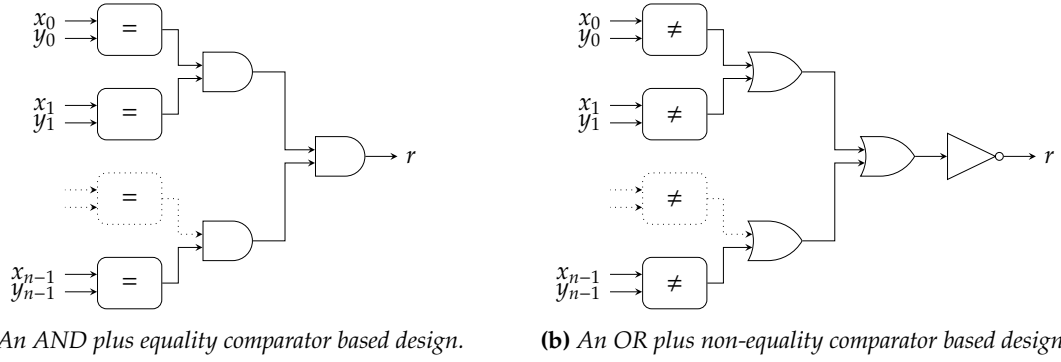 x0
y0
=
x1
y1
=
=
xn−1
yn−1
=
r
An AND plus equality comparator based design.
x0
y0
≠
x1
y1
≠
≠
xn−1
yn−1
≠
r
(b) An OR plus non-equality comparator based design